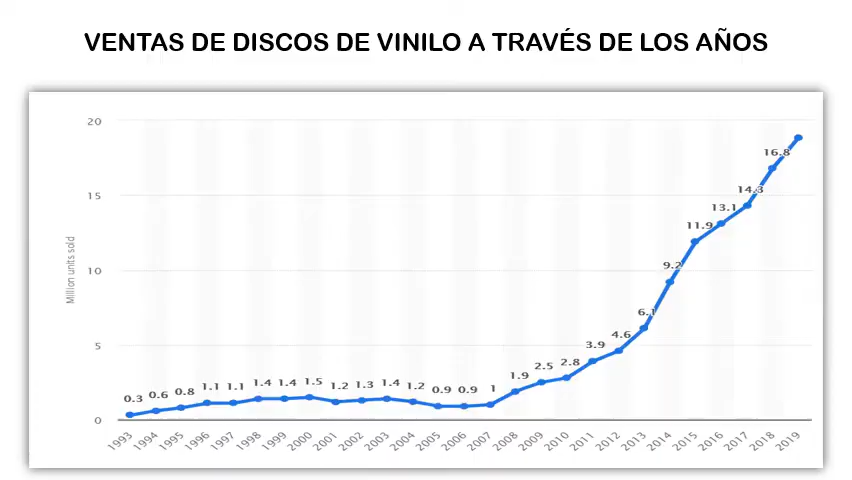 VENTAS DE DISCOS DE VINILO A TRAVÉS DE LOS AÑOS
20
15
10
5
0
Million units sold
0.3 0.6 0.8 1.1 1.1 1.4 1.4 1.5 1.2 1.3 1.4 1.2 0.9 0.9 1 1.9 2.5 2.8 3.9 4.6 6.1 9.2 11.9 13.1 14.3 16.8
1993 1994 1995 1996 1997 1998 1999 2000 2001 2002 2003 2004 2005 2006 2007 2008 2009 2010 2011 2012 2013 2014 2015 2016 2017 2018 2019